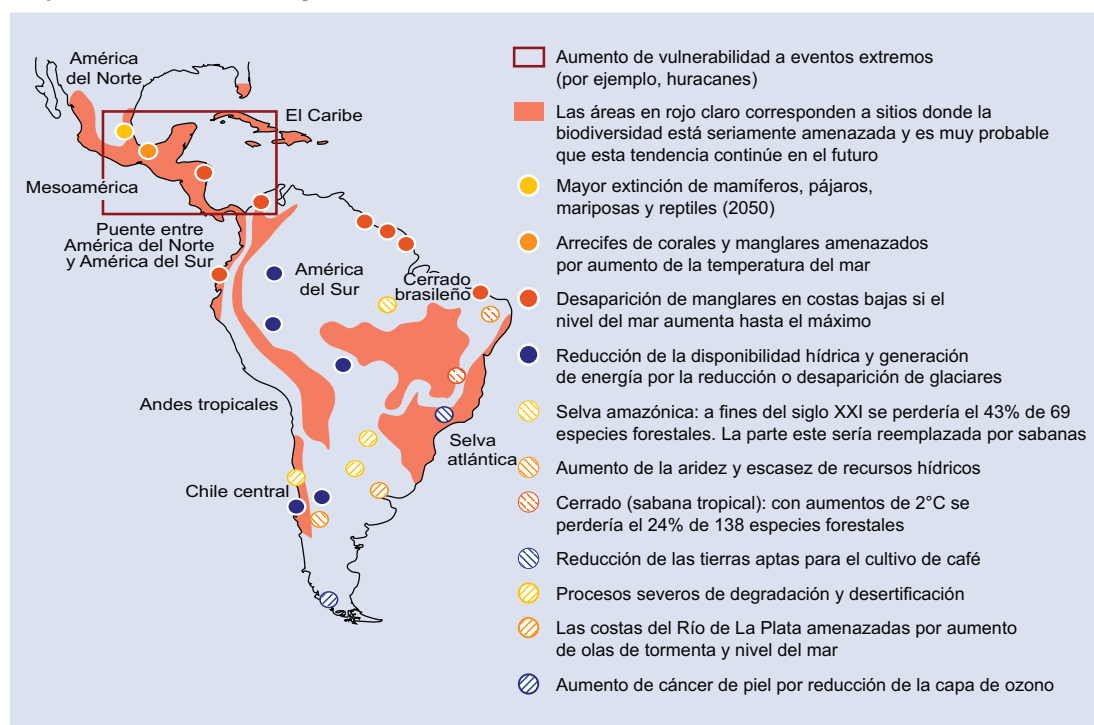 América
del Norte
El Caribe
Mesoamérica
Puente entre
América del Norte
y América del Sur
América
del Sur
Cerrado
brasileño
Andes tropicales
Selva
atlántica
Chile central
Aumento de vulnerabilidad a eventos extremos
(por ejemplo, huracanes)
Las áreas en rojo claro corresponden a sitios donde la
biodiversidad está seriamente amenazada y es muy probable
que esta tendencia continúe en el futuro
Mayor extinción de mamíferos, pájaros,
mariposas y reptiles (2050)
Arrecifes de corales y manglares amenazados
por aumento de la temperatura del mar
Desaparición de manglares en costas bajas si el
nivel del mar aumenta hasta el máximo
Reducción de la disponibilidad hídrica y generación
de energía por la reducción o desaparición de glaciares
Selva amazónica: a fines del siglo XXI se perdería el 43% de 69
especies forestales. La parte este sería reemplazada por sabanas
Aumento de la aridez y escasez de recursos hídricos
Cerrado (sabana tropical): con aumentos de 2°C se
perdería el 24% de 138 especies forestales
Reducción de las tierras aptas para el cultivo de café
Procesos severos de degradación y desertificación
Las costas del Río de La Plata amenazadas por aumento
de olas de tormenta y nivel del mar
Aumento de cáncer de piel por reducción de la capa de ozono